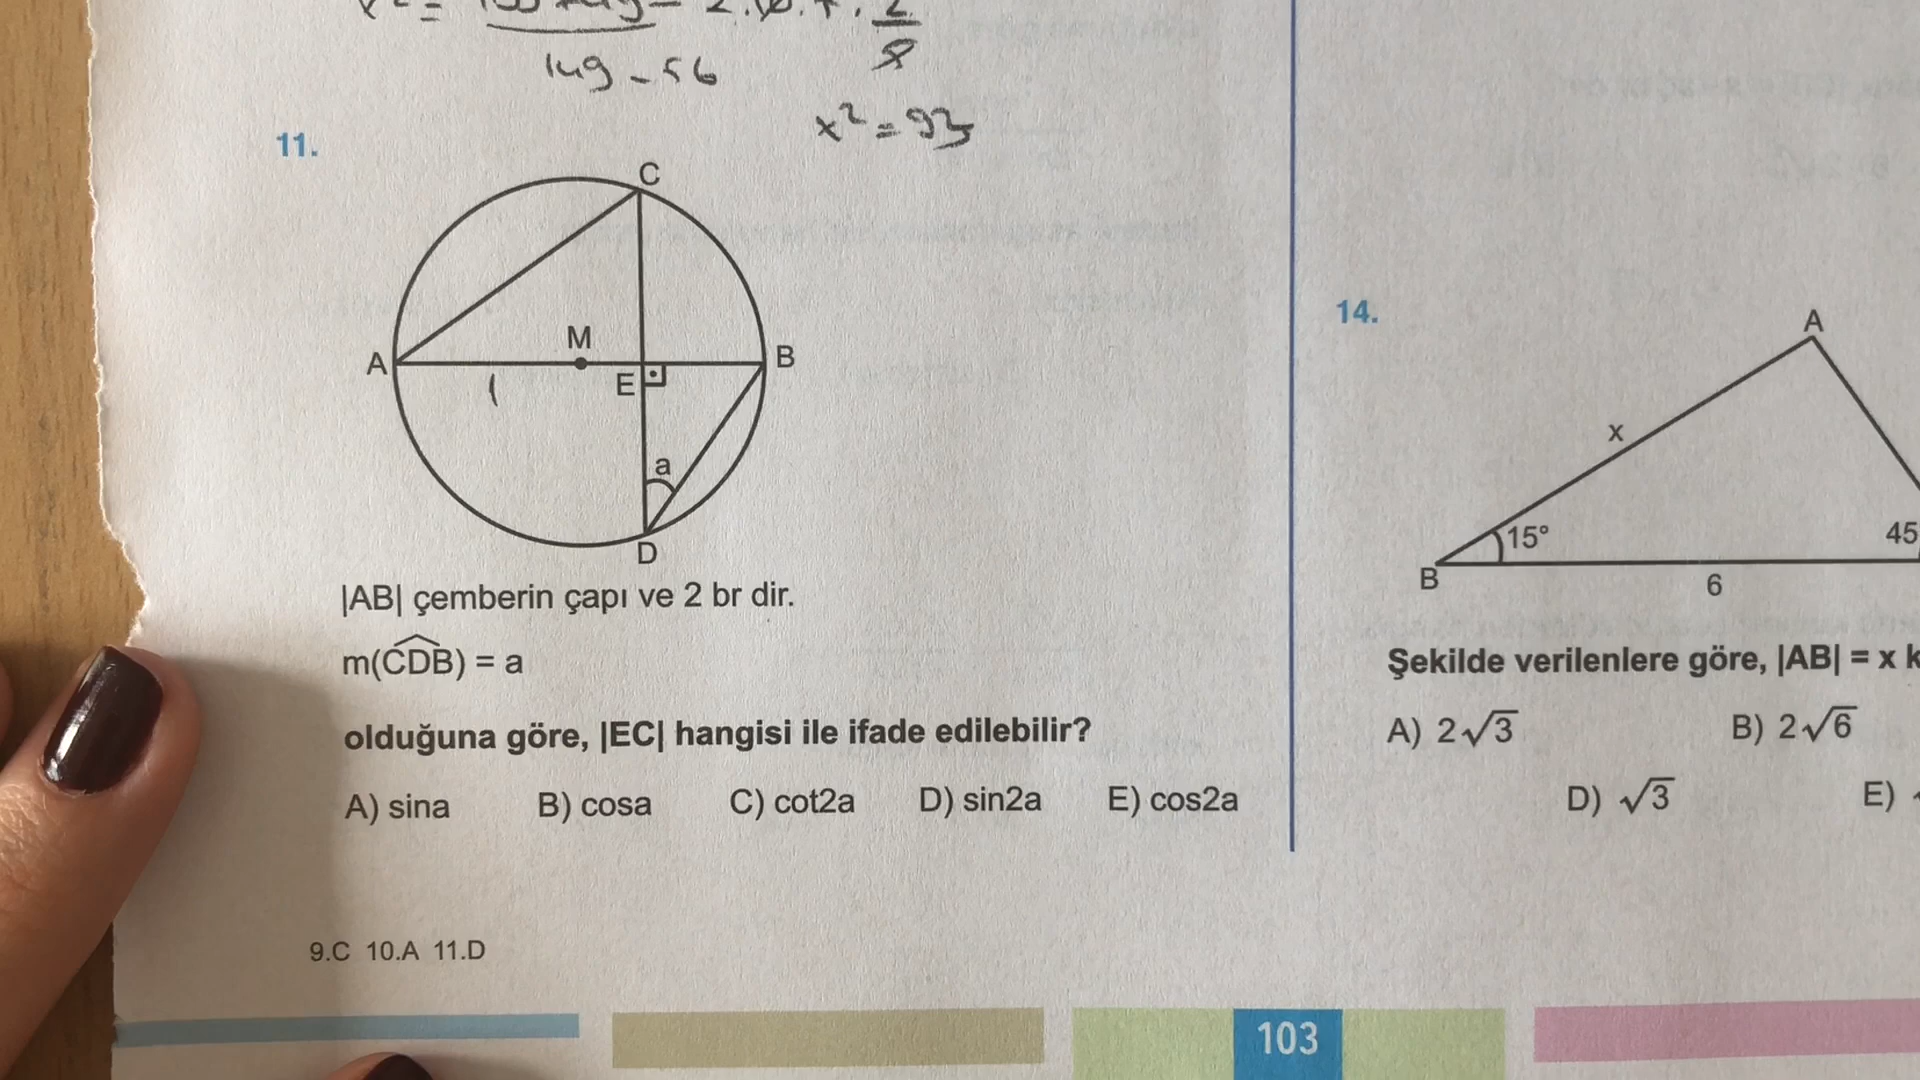 149 - 56
x² = 93
11.
C
A
M
B
E
a
D
|AB| çemberin çapı ve 2 br dir.
m(CDB) = a
olduğuna göre, |EC| hangisi ile ifade edilebilir?
A) sina B) cosa C) cot2a D) sin2a E) cos2a
9.C 10.A 11.D
14.
A
x
15°
45
B
6
Şekilde verilenlere göre, |AB| = x
A) 2√3 B) 2√6
D) √3 E)
103